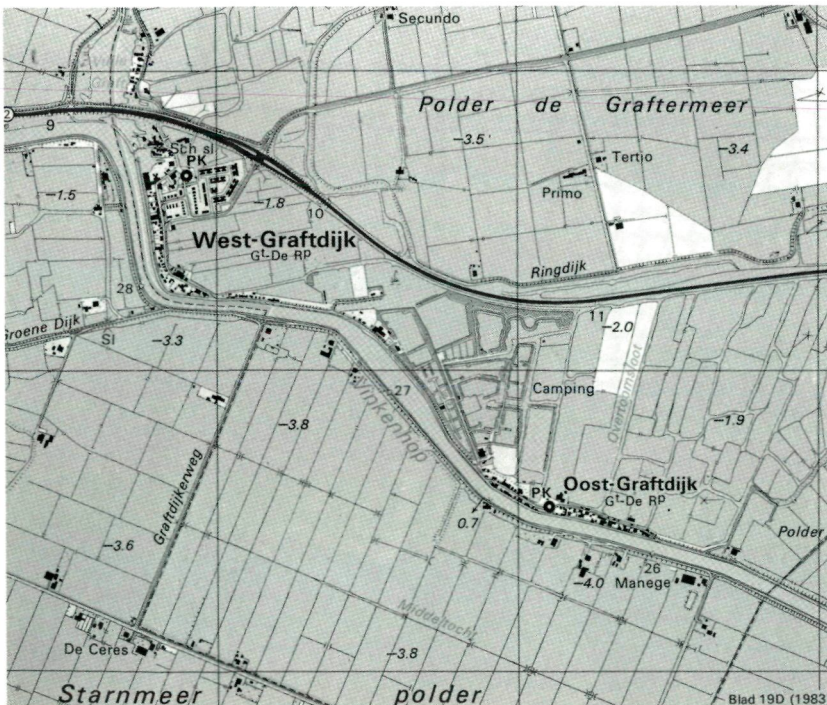 Secundo
Polder de Graftermeer
2
9
-3.5
-3.4
Sch sl
PK
Tertio
Primo
-1.5
-1.8
10
West-Graftdijk
Gt-De Rp
Ringdijk
28
11
-2.0
Groene Dijk
Sl
-3.3
Vinkenhop
27
Camping
Overtoomsloot
-3.8
-1.9
Graftdijkerweg
Oost-Graftdijk
PK
Gt-De Rp
0.7
Polder
-3.6
26
-4.0
Manege
Middeltocht
De Ceres
-3.8
Starnmeer polder
Blad 19D (1983